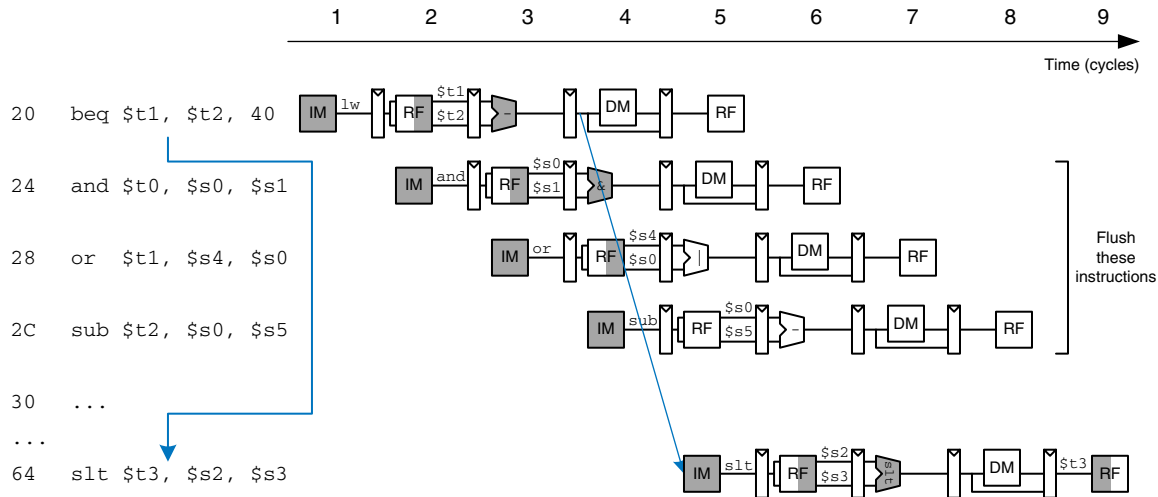 1 2 3 4 5 6 7 8 9
Time (cycles)
20 beq $t1, $t2, 40 IM lw RF $t1 $t2 - DM RF
24 and $t0, $s0, $s1 IM and RF $s0 $s1 & DM RF
28 or $t1, $s4, $s0 IM or RF $s4 $s0 | DM RF
Flush
these
instructions
2C sub $t2, $s0, $s5 IM sub RF $s0 $s5 - DM RF
30 ...
...
64 slt $t3, $s2, $s3 IM slt RF $s2 $s3 slt DM $t3 RF